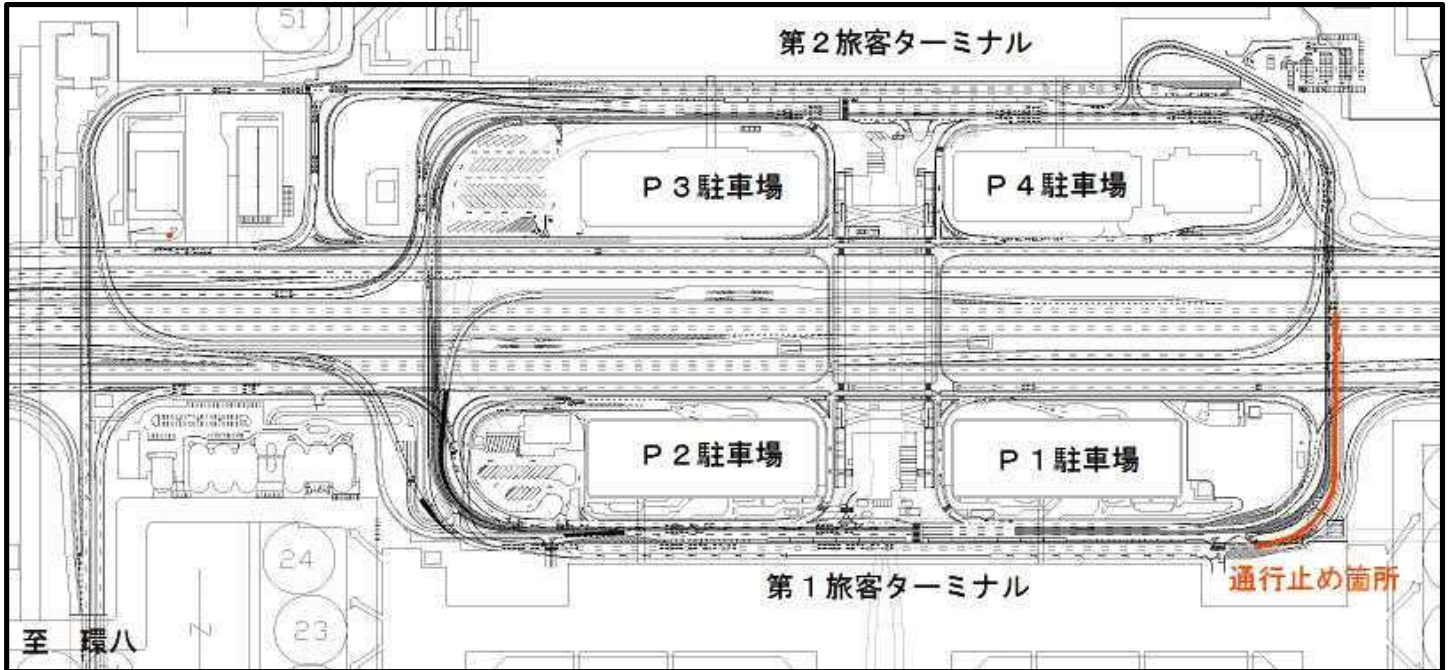 51
第2旅客ターミナル
P3駐車場
P4駐車場
P2駐車場
P1駐車場
24
通行止め箇所
第1旅客ターミナル
N
23
至 環八